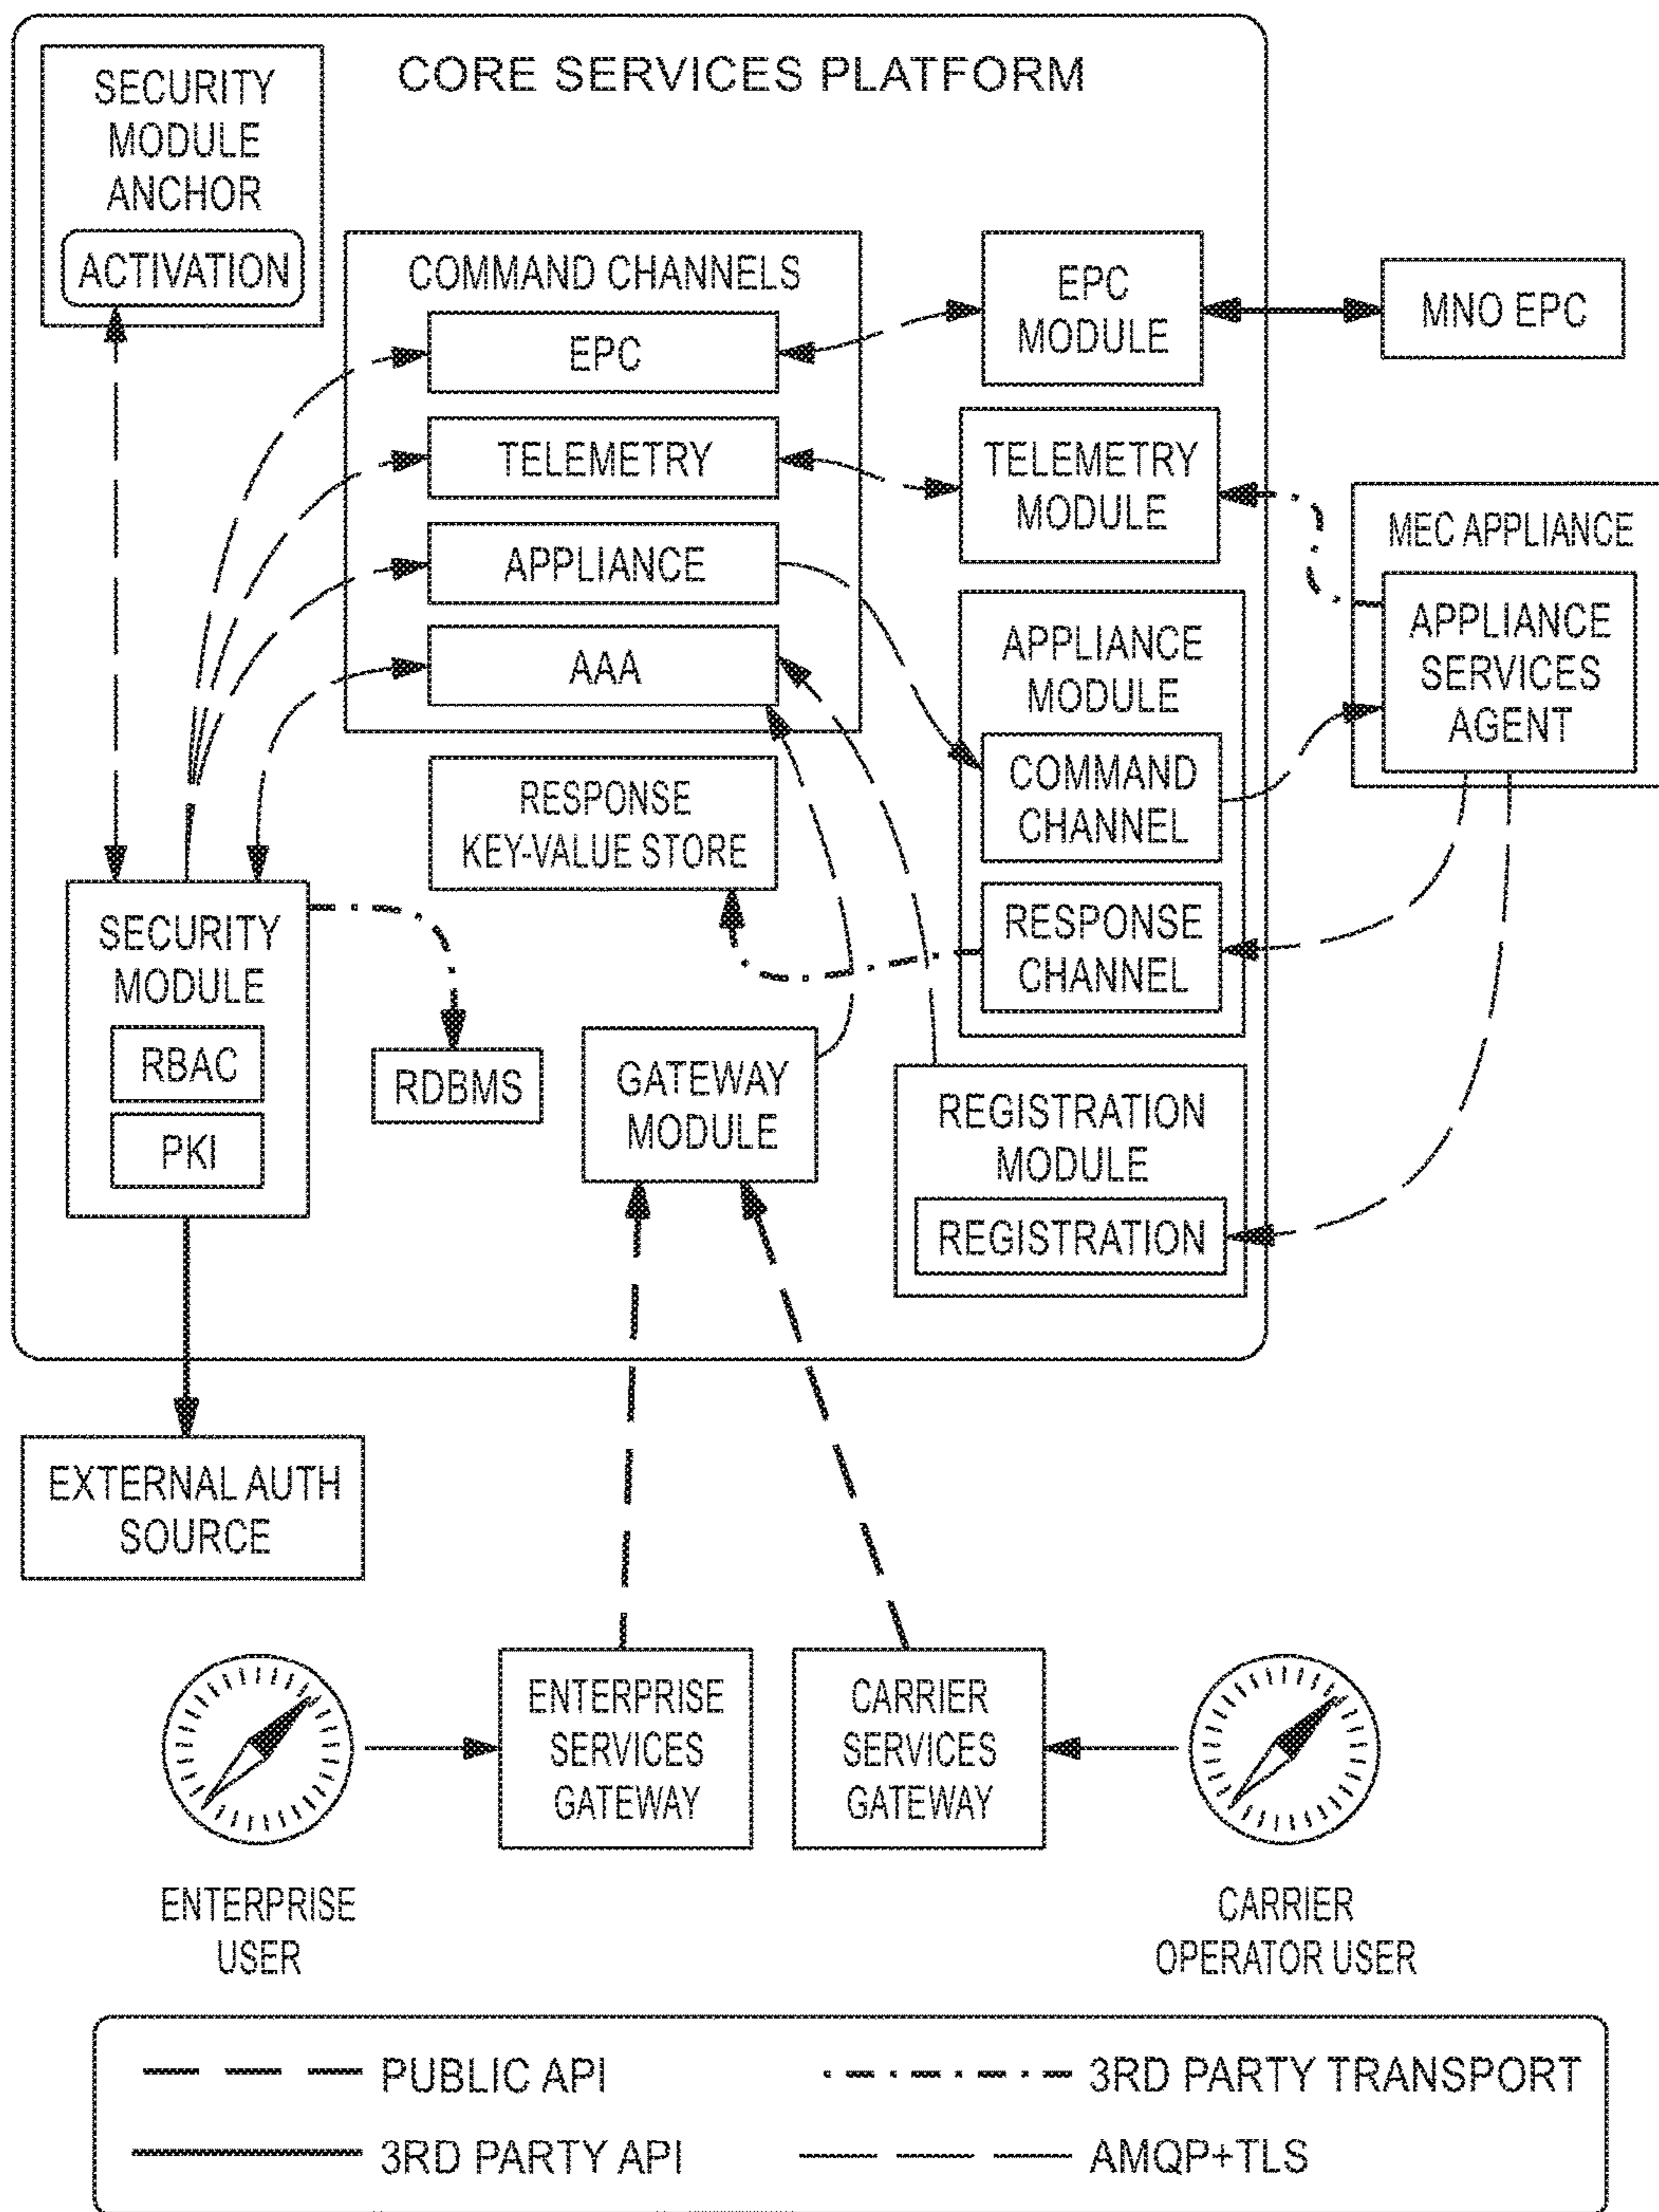 CORE SERVICES PLATFORM
SECURITY
MODULE
ANCHOR
ACTIVATION
COMMAND CHANNELS
EPC
TELEMETRY
APPLIANCE
AAA
EPC
MODULE
MNO EPC
TELEMETRY
MODULE
MEC APPLIANCE
APPLIANCE
SERVICES
AGENT
APPLIANCE
MODULE
COMMAND
CHANNEL
RESPONSE
CHANNEL
RESPONSE
KEY-VALUE STORE
SECURITY
MODULE
RBAC
PKI
RDBMS
GATEWAY
MODULE
REGISTRATION
MODULE
REGISTRATION
EXTERNAL AUTH
SOURCE
ENTERPRISE
SERVICES
GATEWAY
CARRIER
SERVICES
GATEWAY
ENTERPRISE
USER
CARRIER
OPERATOR USER
PUBLIC API
3RD PARTY TRANSPORT
3RD PARTY API
AMQP+TLS